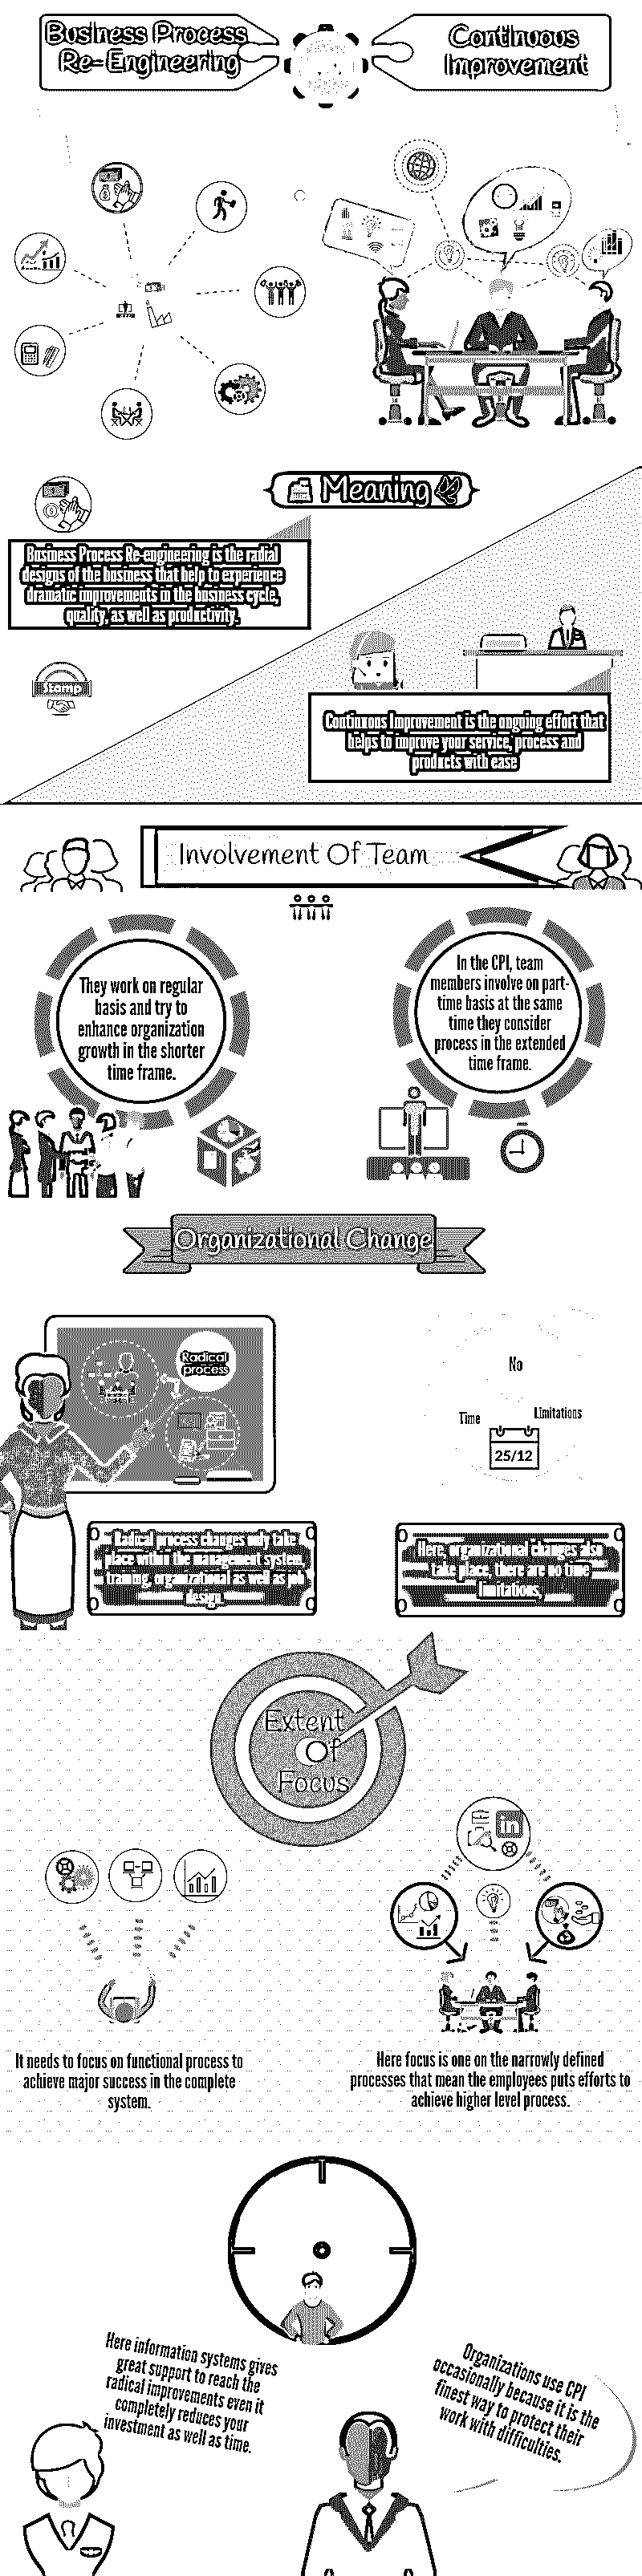 Business Process
Re-Engineering
Continuous
Improvement
Meaning
Business Process Re-engineering is the radial
designs of the business that help to experience
dramatic improvements in the business cycle,
quality, as well as productivity.
Stamp
Continuous Improvement is the ongoing effort that
helps to improve your service, process and
products with ease
Involvement Of Team
They work on regular
basis and try to
enhance organization
growth in the shorter
time frame.
In the CPI, team
members involve on part-
time basis at the same
time they consider
process in the extended
time frame.
Organizational Change
Radical
process
No
Time
Limitations
25/12
Radical process changes only take
place within the management system,
training, organizational as well as job
design.
Here, organizational changes also
take place, there are no time
limitations,
Extent
Of
Focus
in
It needs to focus on functional process to
achieve major success in the complete
system.
Here focus is one on the narrowly defined
processes that mean the employees puts efforts to
achieve higher level process.
Here information systems gives
great support to reach the
radical improvements even it
completely reduces your
investment as well as time.
Organizations use CPI
occasionally because it is the
finest way to protect their
work with difficulties.